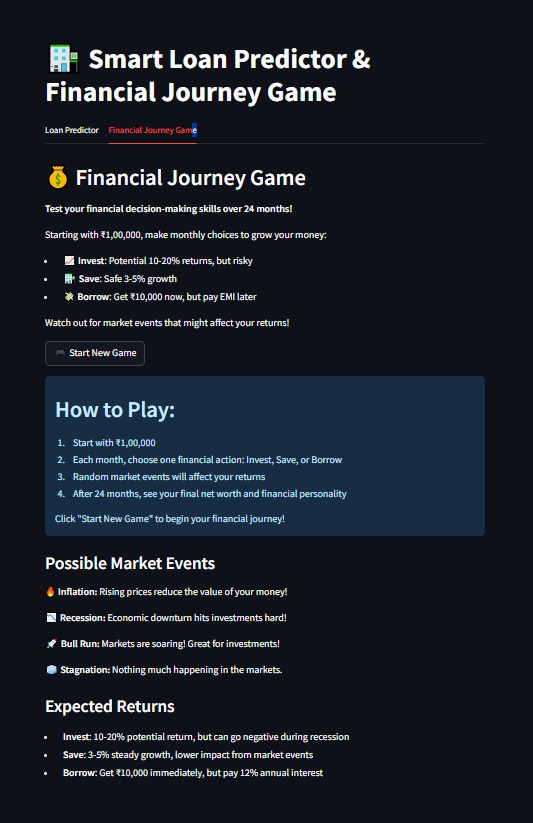 🏦 Smart Loan Predictor &
Financial Journey Game
Loan Predictor Financial Journey Game
💰 Financial Journey Game
Test your financial decision-making skills over 24 months!
Starting with ₹1,00,000, make monthly choices to grow your money:
• 📈 Invest: Potential 10-20% returns, but risky
• 🏦 Save: Safe 3-5% growth
• 💸 Borrow: Get ₹10,000 now, but pay EMI later
Watch out for market events that might affect your returns!
🎮 Start New Game
How to Play:
1. Start with ₹1,00,000
2. Each month, choose one financial action: Invest, Save, or Borrow
3. Random market events will affect your returns
4. After 24 months, see your final net worth and financial personality
Click "Start New Game" to begin your financial journey!
Possible Market Events
🔥 Inflation: Rising prices reduce the value of your money!
📉 Recession: Economic downturn hits investments hard!
🚀 Bull Run: Markets are soaring! Great for investments!
🧊 Stagnation: Nothing much happening in the markets.
Expected Returns
• Invest: 10-20% potential return, but can go negative during recession
• Save: 3-5% steady growth, lower impact from market events
• Borrow: Get ₹10,000 immediately, but pay 12% annual interest